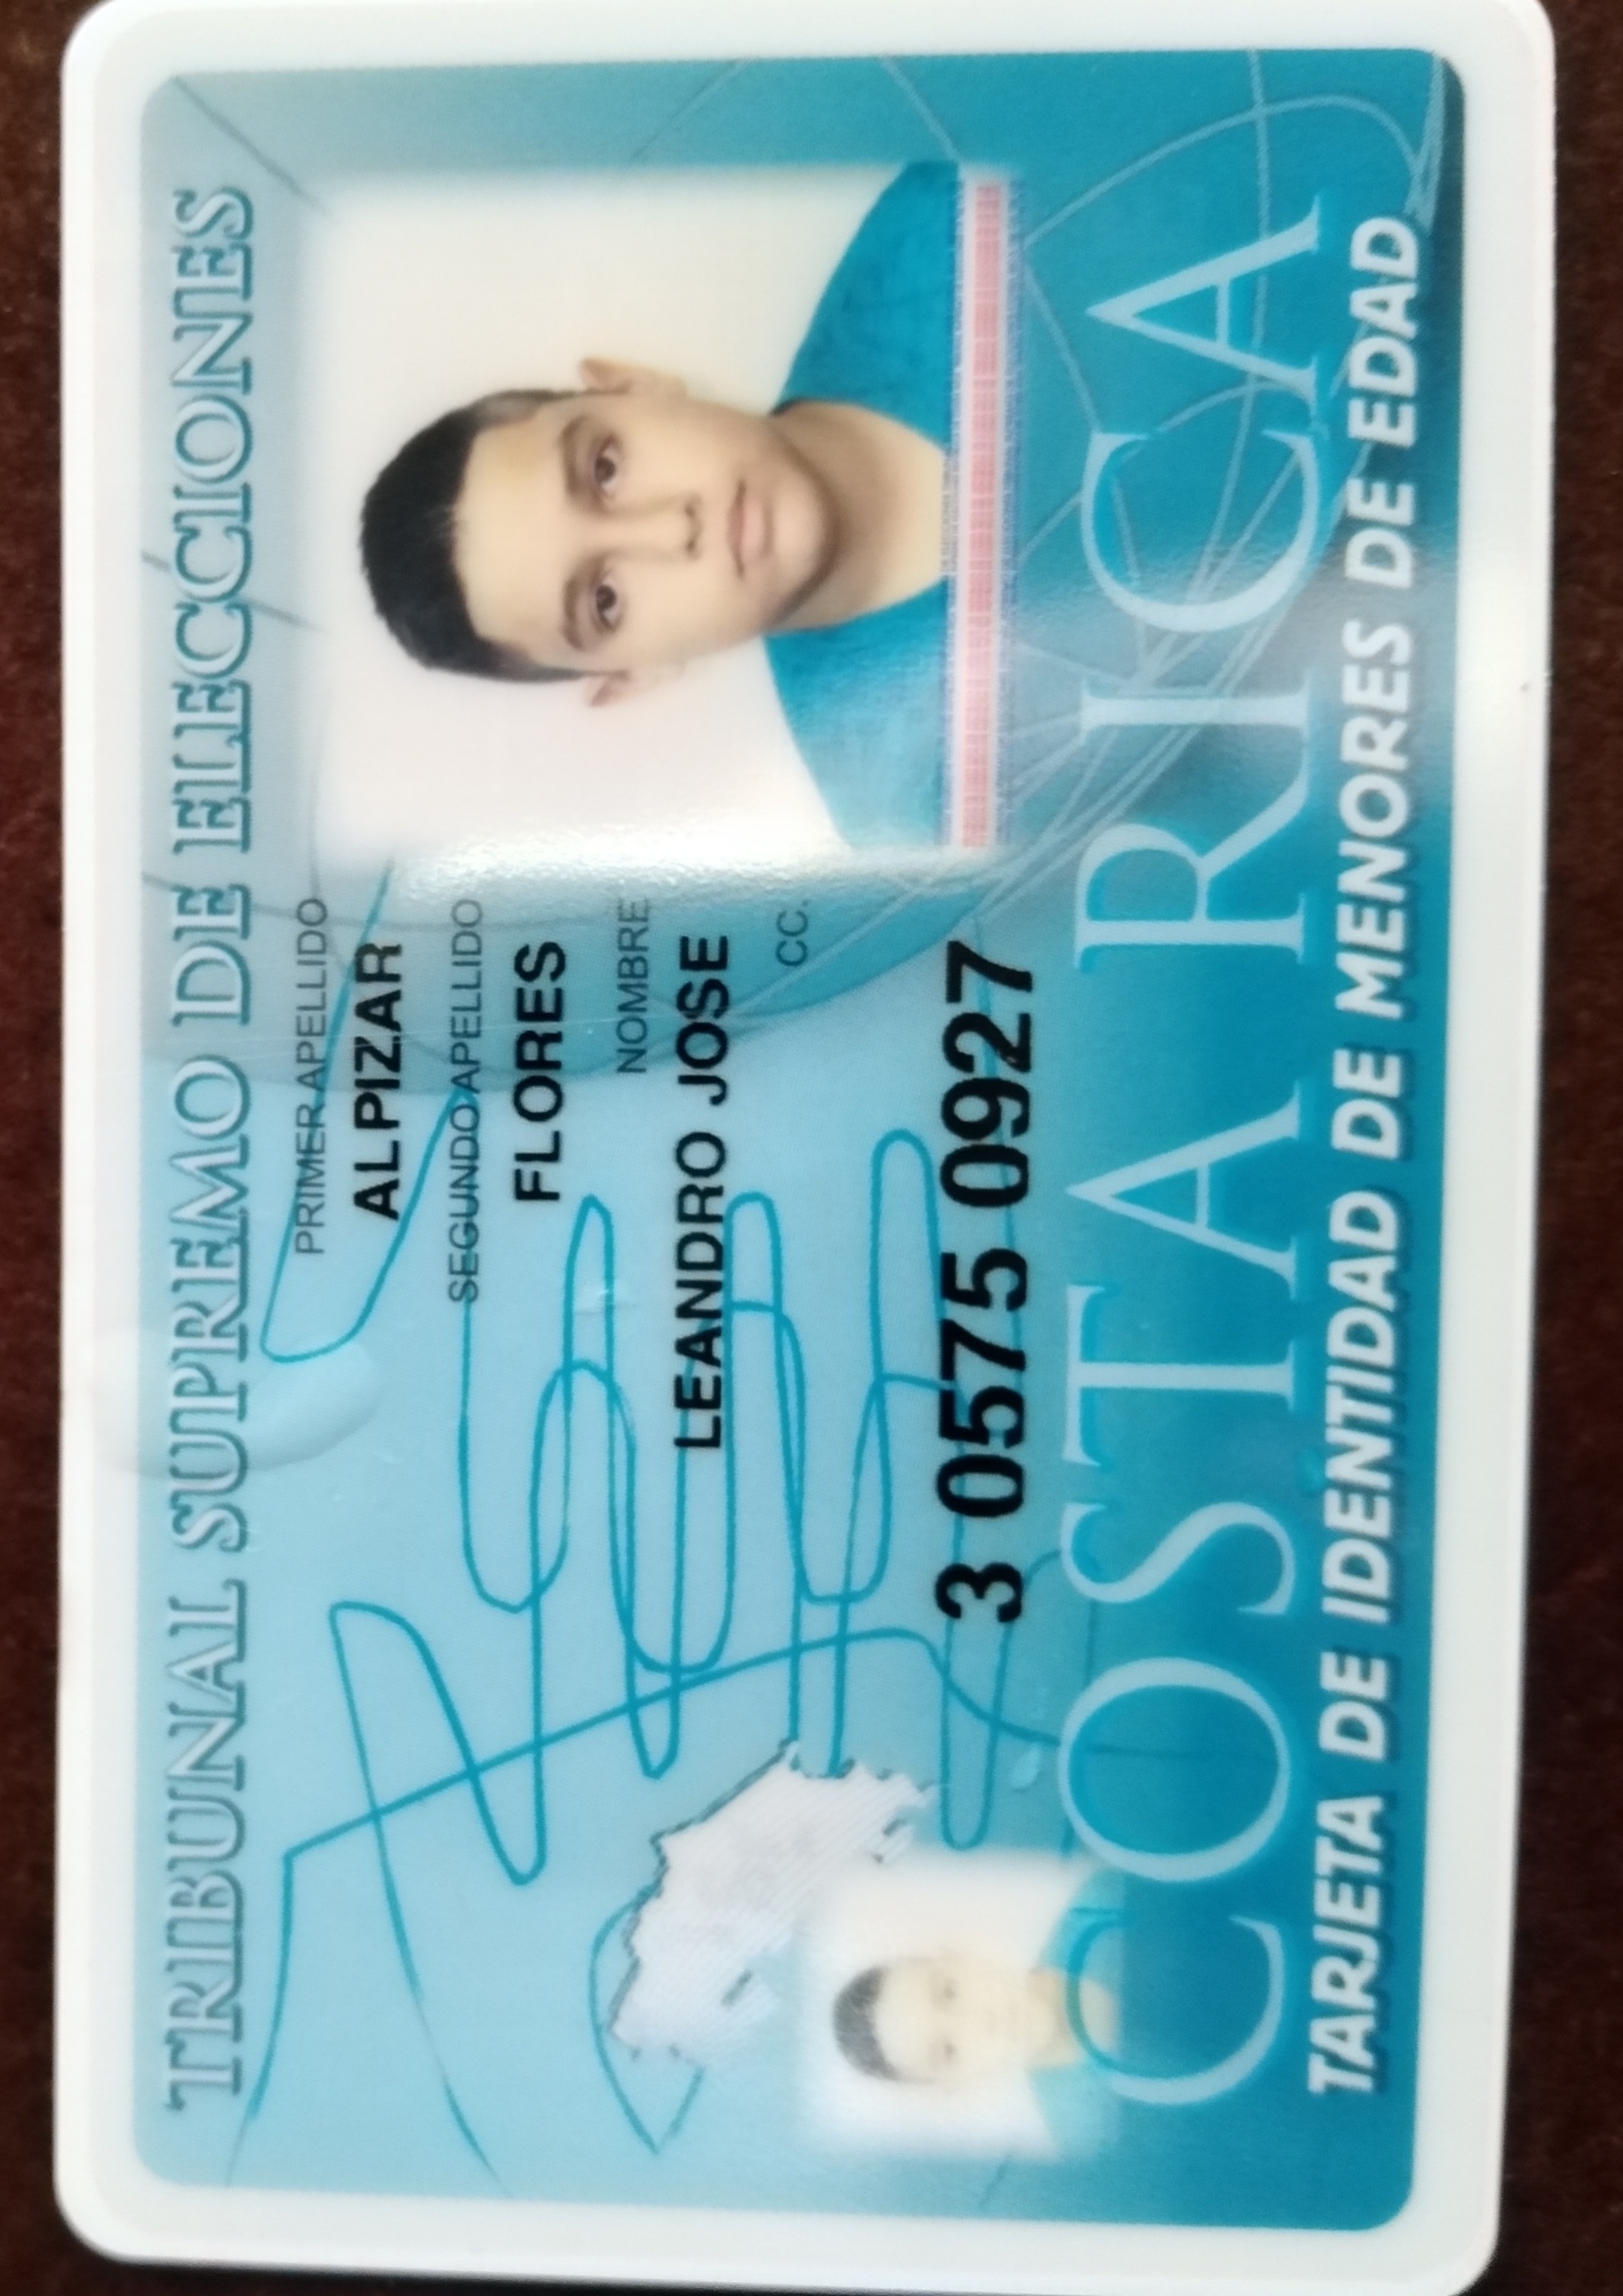 TRIBUNAL SUPREMO DE ELECCIONES
PRIMER APELLIDO
ALPIZAR
SEGUNDO APELLIDO
FLORES
NOMBRE
LEANDRO JOSE
CC.
3 0575 0927
COSTA RICA
TARJETA DE IDENTIDAD DE MENORES DE EDAD